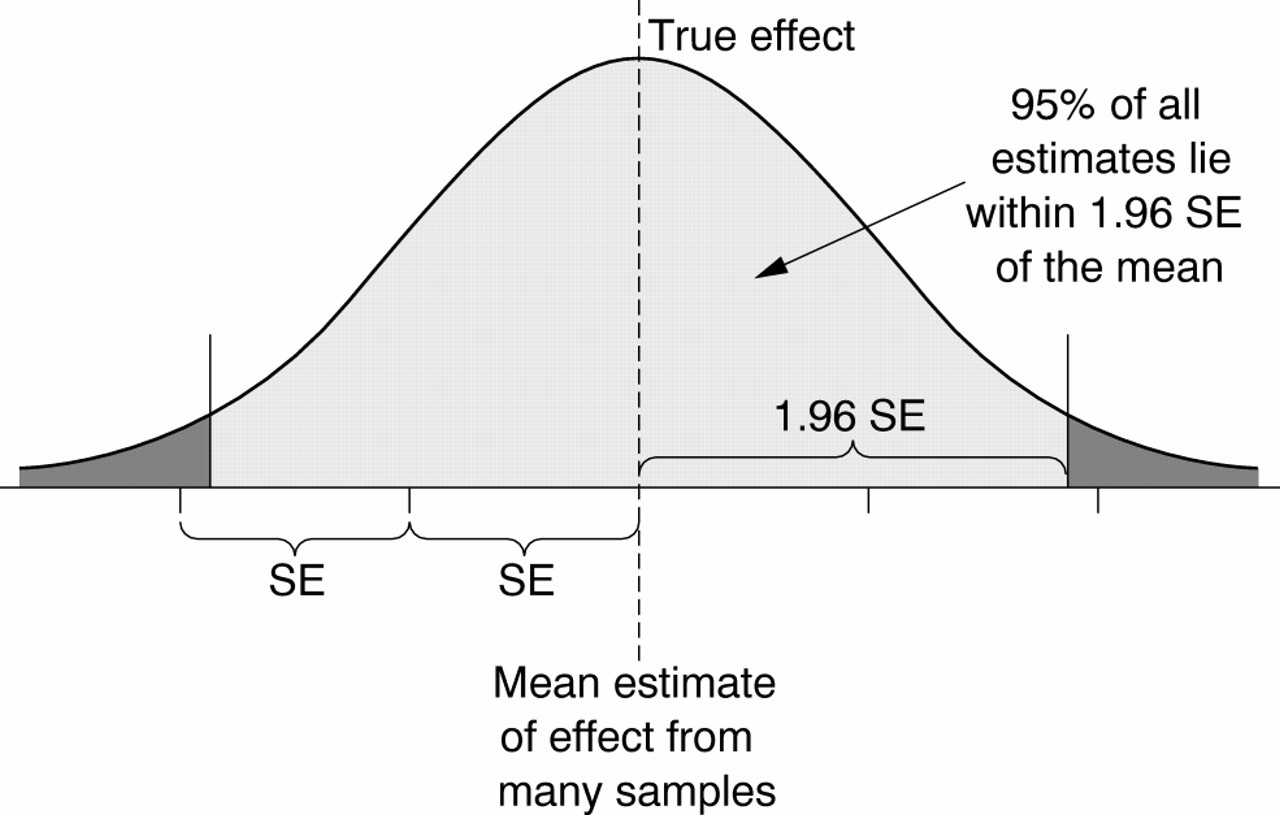 True effect
95% of all
estimates lie
within 1.96 SE
of the mean
1.96 SE
SE
SE
Mean estimate
of effect from
many samples